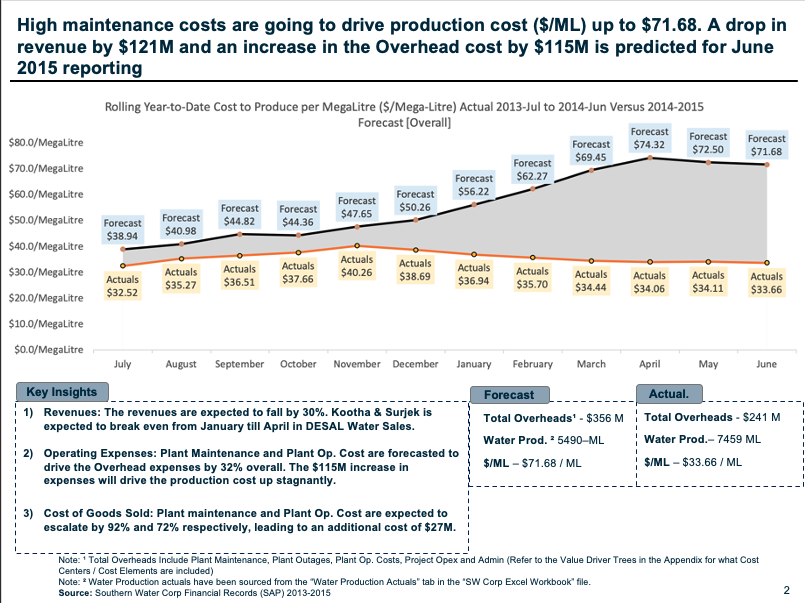 High maintenance costs are going to drive production cost ($/ML) up to $71.68. A drop in
revenue by $121M and an increase in the Overhead cost by $115M is predicted for June
2015 reporting
Rolling Year-to-Date Cost to Produce per MegaLitre ($/Mega-Litre) Actual 2013-Jul to 2014-Jun Versus 2014-2015
Forecast [Overall]
$80.0/MegaLitre
$70.0/MegaLitre
$60.0/MegaLitre
$50.0/MegaLitre
$40.0/MegaLitre
$30.0/MegaLitre
$20.0/MegaLitre
$10.0/MegaLitre
$0.0/MegaLitre
Forecast
$38.94
Forecast
$40.98
Forecast
$44.82
Forecast
$44.36
Forecast
$47.65
Forecast
$50.26
Forecast
$56.22
Forecast
$62.27
Forecast
$69.45
Forecast
$74.32
Forecast
$72.50
Forecast
$71.68
Actuals
$32.52
Actuals
$35.27
Actuals
$36.51
Actuals
$37.66
Actuals
$40.26
Actuals
$38.69
Actuals
$36.94
Actuals
$35.70
Actuals
$34.44
Actuals
$34.06
Actuals
$34.11
Actuals
$33.66
July August September October November December January February March April May June
Key Insights
1) Revenues: The revenues are expected to fall by 30%. Kootha & Surjek is
expected to break even from January till April in DESAL Water Sales.
2) Operating Expenses: Plant Maintenance and Plant Op. Cost are forecasted to
drive the Overhead expenses by 32% overall. The $115M increase in
expenses will drive the production cost up stagnantly.
3) Cost of Goods Sold: Plant maintenance and Plant Op. Cost are expected to
escalate by 92% and 72% respectively, leading to an additional cost of $27M.
Forecast
Total Overheads¹ - $356 M
Water Prod. ² 5490–ML
$/ML – $71.68 / ML
Actual.
Total Overheads - $241 M
Water Prod.– 7459 ML
$/ML – $33.66 / ML
Note: ¹ Total Overheads Include Plant Maintenance, Plant Outages, Plant Op. Costs, Project Opex and Admin (Refer to the Value Driver Trees in the Appendix for what Cost
Centers / Cost Elements are included)
Note: ² Water Production actuals have been sourced from the “Water Production Actuals” tab in the “SW Corp Excel Workbook” file.
Source: Southern Water Corp Financial Records (SAP) 2013-2015
2